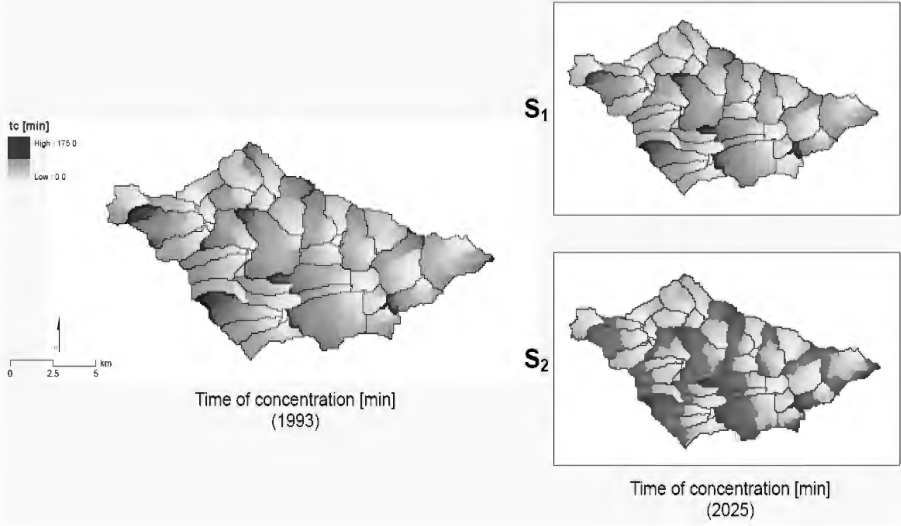 tc [min]
High : 175.0
Low : 0.0
km
0 2.5 5
Time of concentration [min]
(1993)
S1
S2
Time of concentration [min]
(2025)